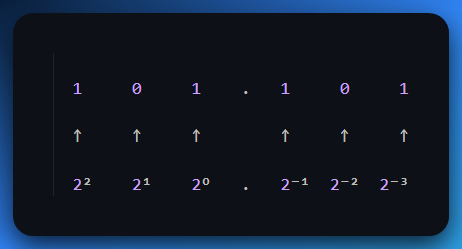 1 0 1 . 1 0 1
↑ ↑ ↑ ↑ ↑ ↑
2² 2¹ 2⁰ . 2⁻¹ 2⁻² 2⁻³